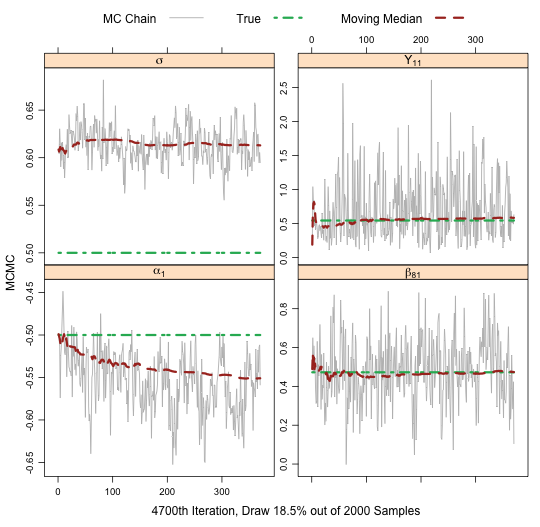 MC Chain True Moving Median
0 100 200 300
σ Υ₁₁
0.50 0.55 0.60 0.65
0.0 0.5 1.0 1.5 2.0 2.5
MCMC
α₁ β₈₁
-0.65 -0.60 -0.55 -0.50 -0.45
0.0 0.2 0.4 0.6 0.8
0 100 200 300
4700th Iteration, Draw 18.5% out of 2000 Samples